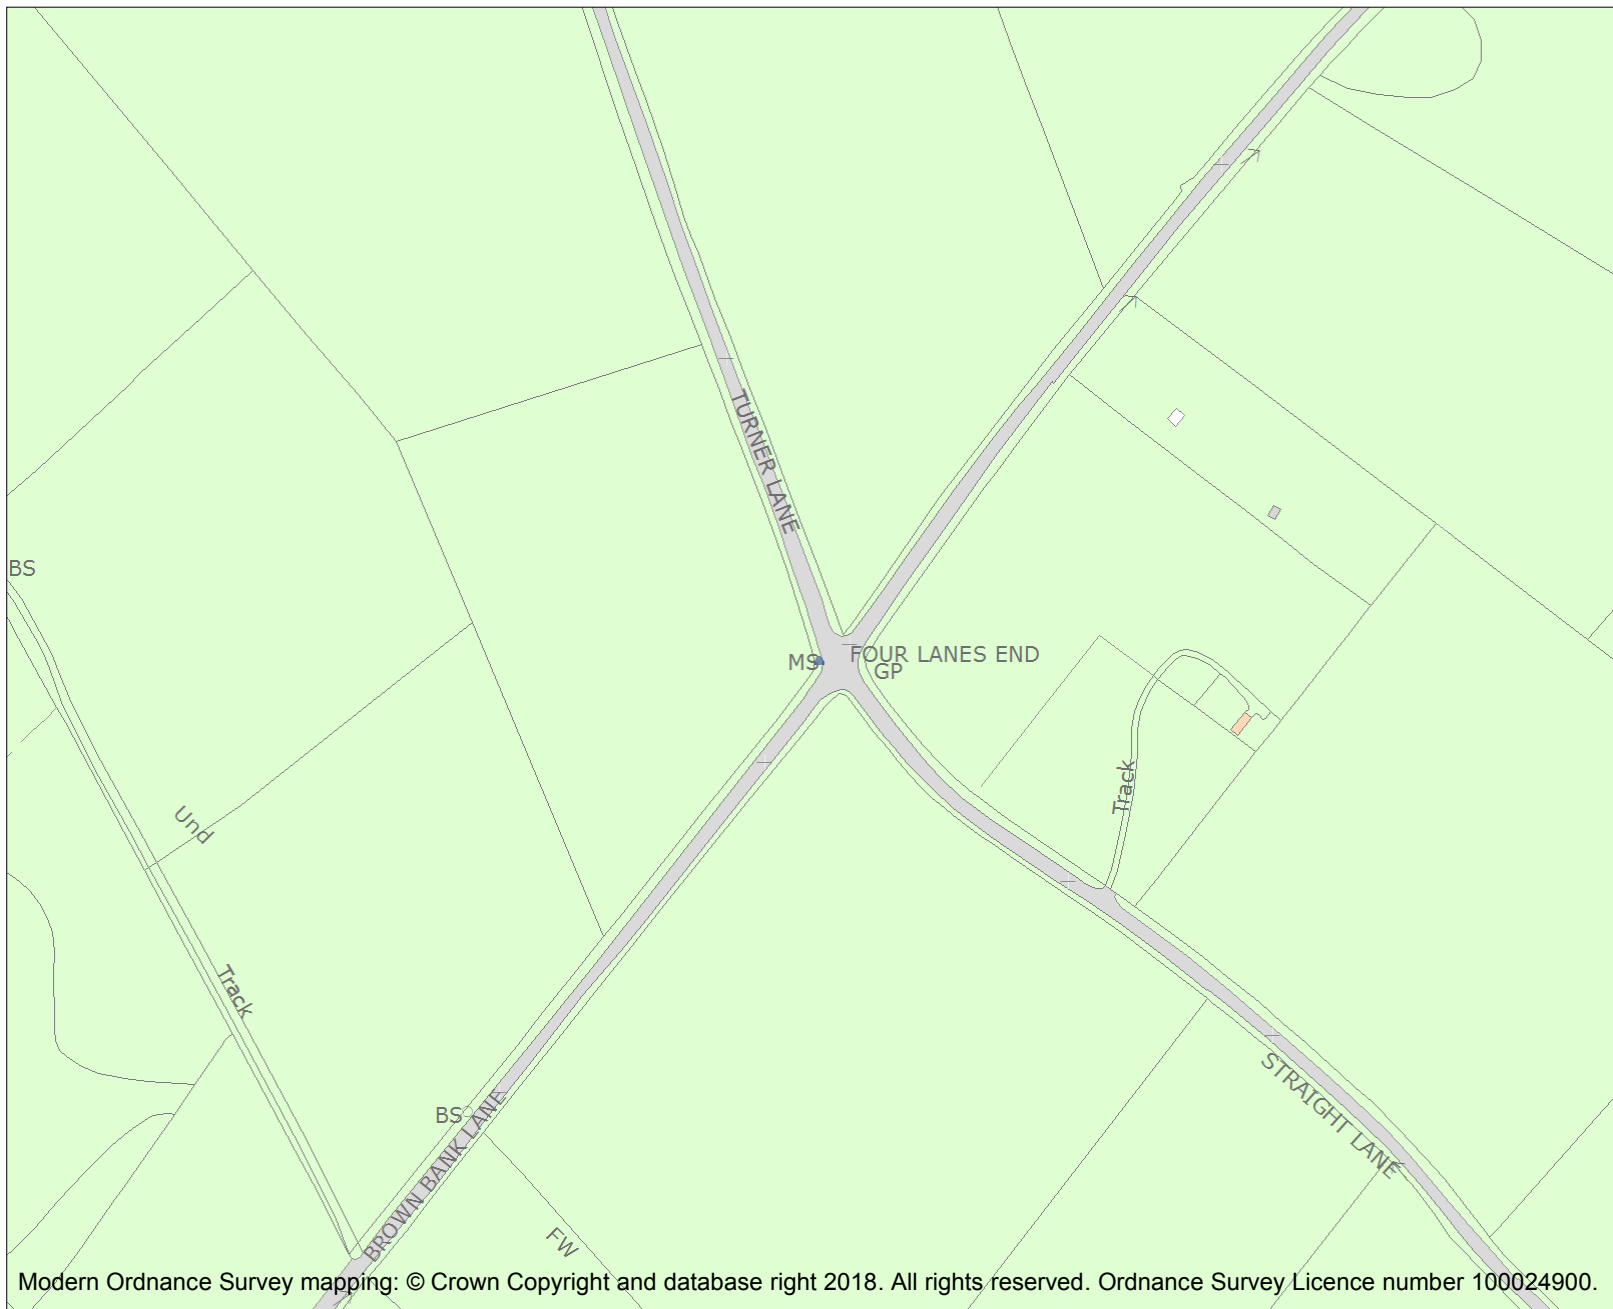 TURNER LANE
BS
MS
FOUR LANES END
GP
Track
Und
Track
STRAIGHT LANE
BS
BROWN BANK LANE
FW
Modern Ordnance Survey mapping: © Crown Copyright and database right 2018. All rights reserved. Ordnance Survey Licence number 100024900.